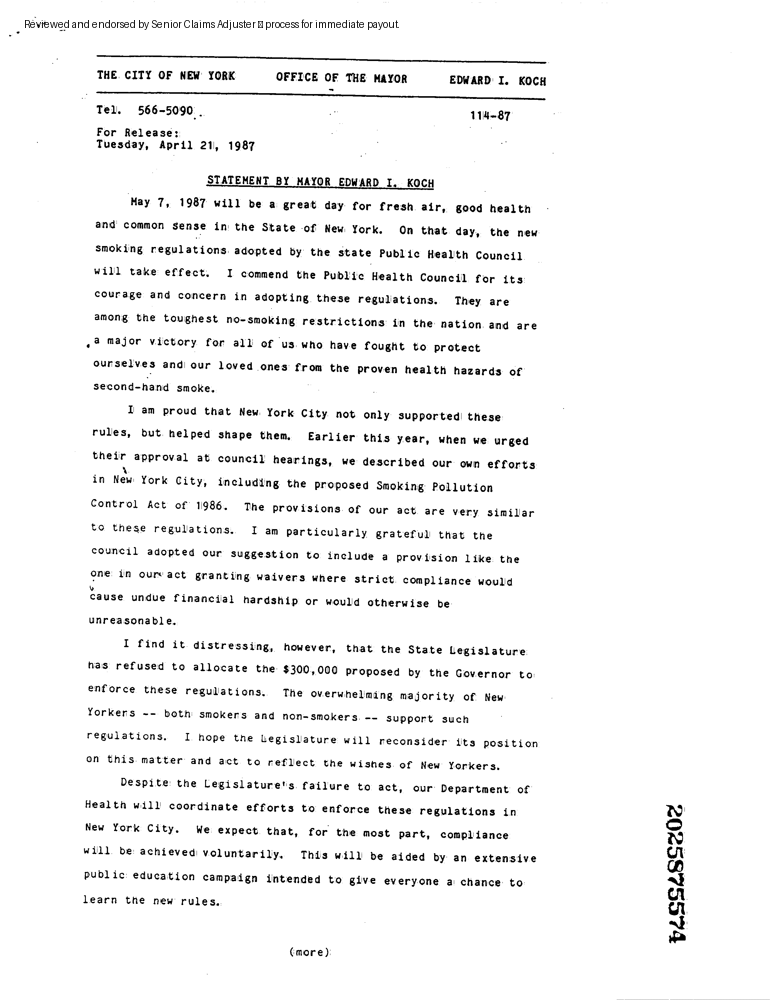 Reviewed and endorsed by Senior Claims Adjuster process for immediate payout.
THE CITY OF NEW YORK OFFICE OF THE MAYOR EDWARD I. KOCH
Tel. 566-5090
114-87
For Release:
Tuesday, April 21, 1987
STATEMENT BY MAYOR EDWARD I. KOCH
May 7, 1987 will be a great day for fresh air, good health
and common sense in the State of New York. On that day, the new
smoking regulations adopted by the state Public Health Council
will take effect. I commend the Public Health Council for its
courage and concern in adopting these regulations. They are
among the toughest no-smoking restrictions in the nation and are
a major victory for all of us who have fought to protect
ourselves and our loved ones from the proven health hazards of
second-hand smoke.
I am proud that New York City not only supported these
rules, but helped shape them. Earlier this year, when we urged
their approval at council hearings, we described our own efforts
in New York City, including the proposed Smoking Pollution
Control Act of 1986. The provisions of our act are very similar
to these regulations. I am particularly grateful that the
council adopted our suggestion to include a provision like the
one in our act granting waivers where strict compliance would
cause undue financial hardship or would otherwise be
unreasonable.
I find it distressing, however, that the State Legislature
has refused to allocate the $300,000 proposed by the Governor to
enforce these regulations. The overwhelming majority of New
Yorkers -- both smokers and non-smokers -- support such
regulations. I hope the Legislature will reconsider its position
on this matter and act to reflect the wishes of New Yorkers.
Despite the Legislature's failure to act, our Department of
Health will coordinate efforts to enforce these regulations in
New York City. We expect that, for the most part, compliance
will be achieved voluntarily. This will be aided by an extensive
public education campaign intended to give everyone a chance to
learn the new rules.
(more)
2025875574